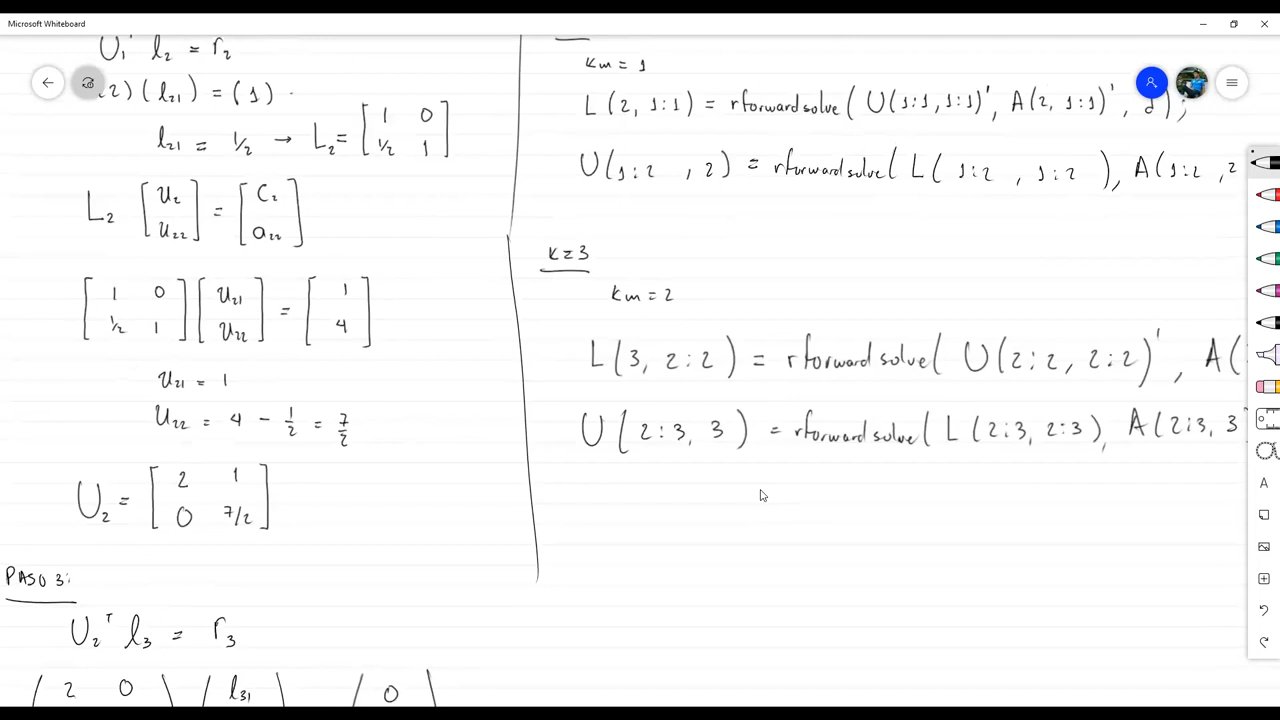 Microsoft Whiteboard
U₁ᵀ l₂ = r₂
2)(l₂₁) = (1)
l₂₁ = 1/2 → L₂ = [1 0
1/2 1]
L₂ [u₂
u₂₂] = [c₂
a₂₂]
[1 0
1/2 1] [u₂₁
u₂₂] = [1
4]
u₂₁ = 1
u₂₂ = 4 - 1/2 = 7/2
U₂ = [2 1
0 7/2]
PASO 3:
U₂ᵀ l₃ = r₃
(2 0) (l₃₁) (0)
km = 1
L(2, 1:1) = rforwardsolve( U(1:1,1:1)', A(2, 1:1)', d);
U(1:2 , 2) = rforwardsolve( L( 1:2 , 1:2 ), A(1:2 ,2
k=3
km = 2
L(3, 2:2) = rforwardsolve( U(2:2, 2:2)', A(
U(2:3, 3) = rforwardsolve( L(2:3, 2:3), A(2:3, 3
A